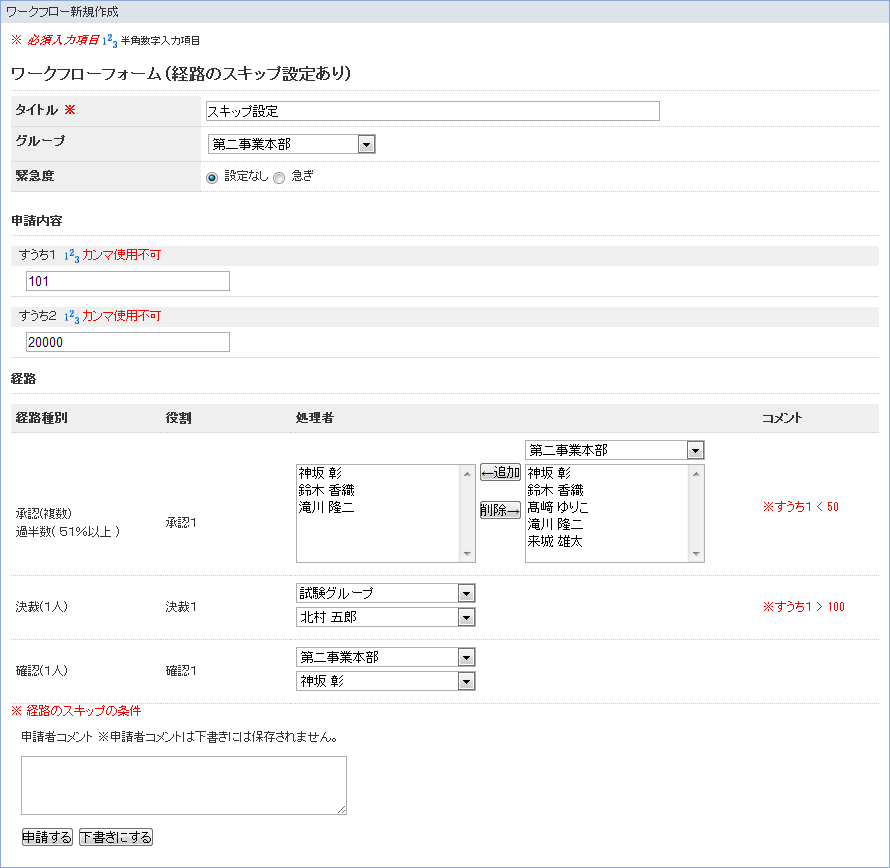 ワークフロー新規作成
※ 必須入力項目 123 半角数字入力項目
ワークフローフォーム（経路のスキップ設定あり）
タイトル ※ スキップ設定
グループ 第二事業本部
緊急度 設定なし 急ぎ
申請内容
すうち1 123 カンマ使用不可
101
すうち2 123 カンマ使用不可
20000
経路
経路種別 役割 処理者 コメント
承認(複数)
過半数( 51%以上 )
承認1
神坂 彰
鈴木 香織
滝川 隆二
←追加
削除→
第二事業本部
神坂 彰
鈴木 香織
髙﨑 ゆりこ
滝川 隆二
来城 雄太
※すうち1 < 50
決裁(1人) 決裁1
試験グループ
北村 五郎
※すうち1 > 100
確認(1人) 確認1
第二事業本部
神坂 彰
※ 経路のスキップの条件
申請者コメント ※申請者コメントは下書きには保存されません。
申請する 下書きにする